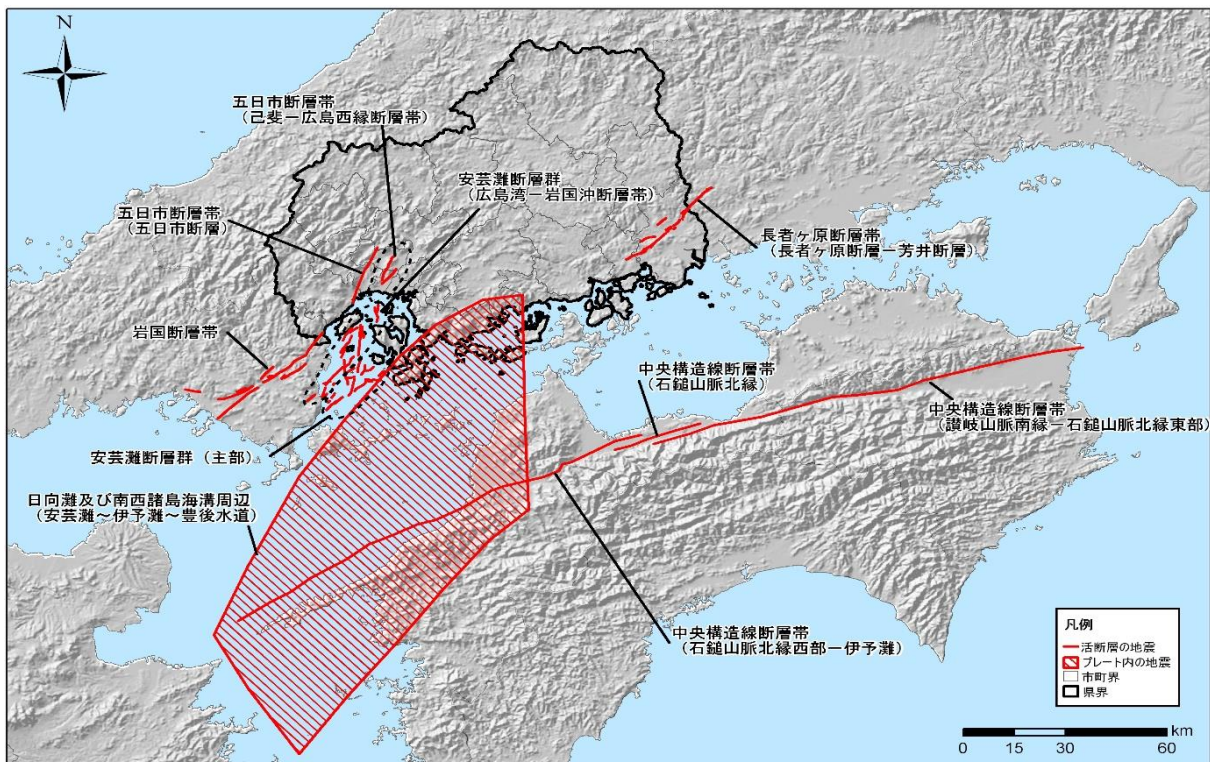 N
五日市断層帯
（己斐－広島西縁断層帯）
安芸灘断層群
（広島湾－岩国沖断層帯）
五日市断層帯
（五日市断層）
長者ヶ原断層帯
（長者ヶ原断層－芳井断層）
岩国断層帯
中央構造線断層帯
（石鎚山脈北縁）
中央構造線断層帯
（讃岐山脈南縁－石鎚山脈北縁東部）
安芸灘断層群（主部）
日向灘及び南西諸島海溝周辺
（安芸灘～伊予灘～豊後水道）
中央構造線断層帯
（石鎚山脈北縁西部－伊予灘）
凡例
活断層の地震
プレート内の地震
市町界
県界
km
0 15 30 60